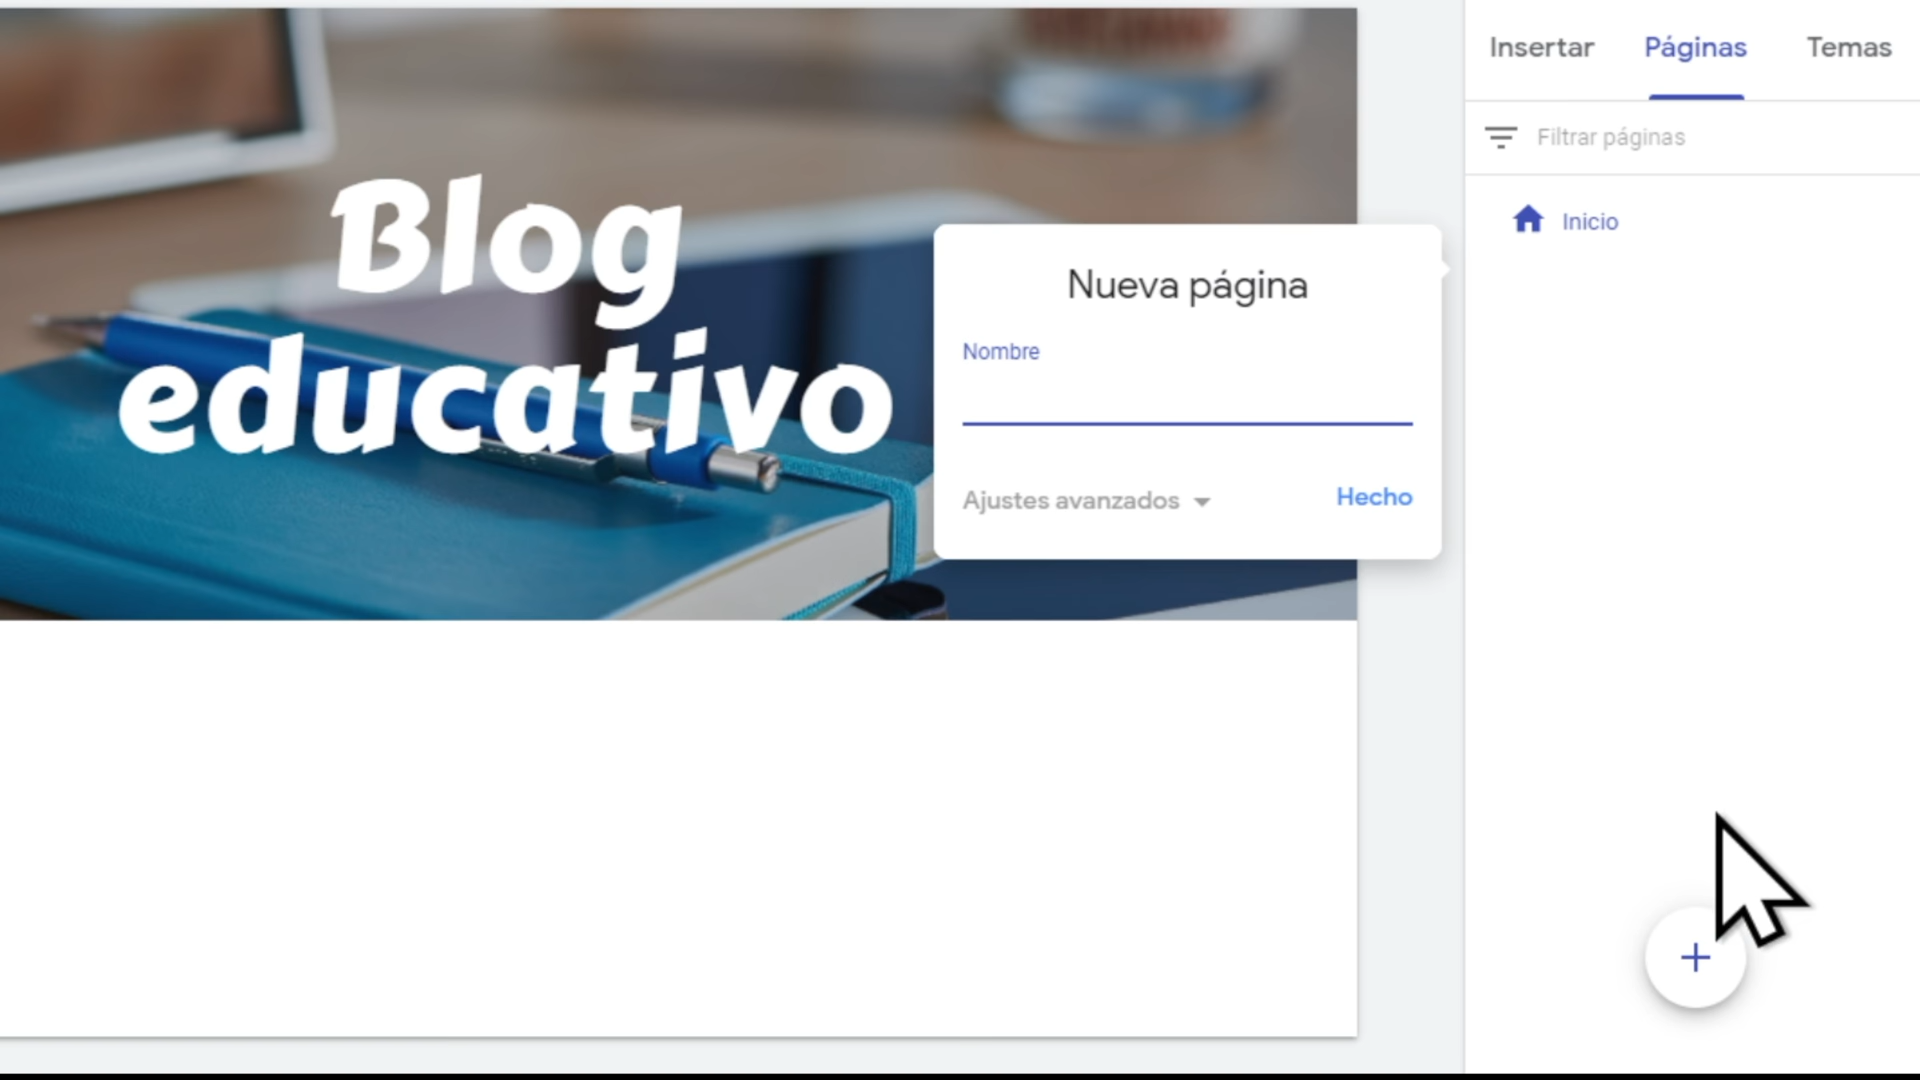 Insertar Páginas Temas
Filtrar páginas
Inicio
Blog
educativo
Nueva página
Nombre
Ajustes avanzados
Hecho
+